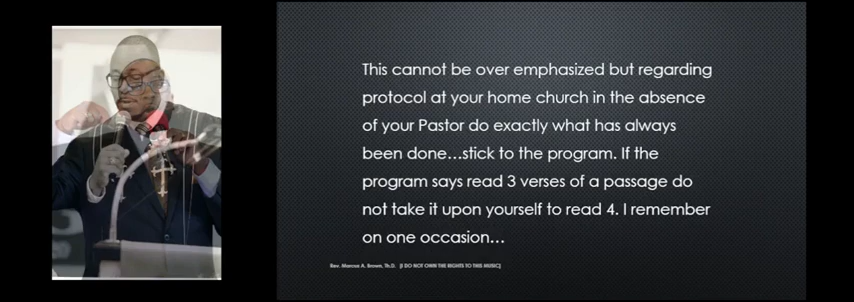 This cannot be over emphasized but regarding
protocol at your home church in the absence
of your Pastor do exactly what has always
been done...stick to the program. If the
program says read 3 verses of a passage do
not take it upon yourself to read 4. I remember
on one occasion...
Rev. Marcus A. Brown, Th.D. (I DO NOT OWN THE RIGHTS TO THIS MUSIC)